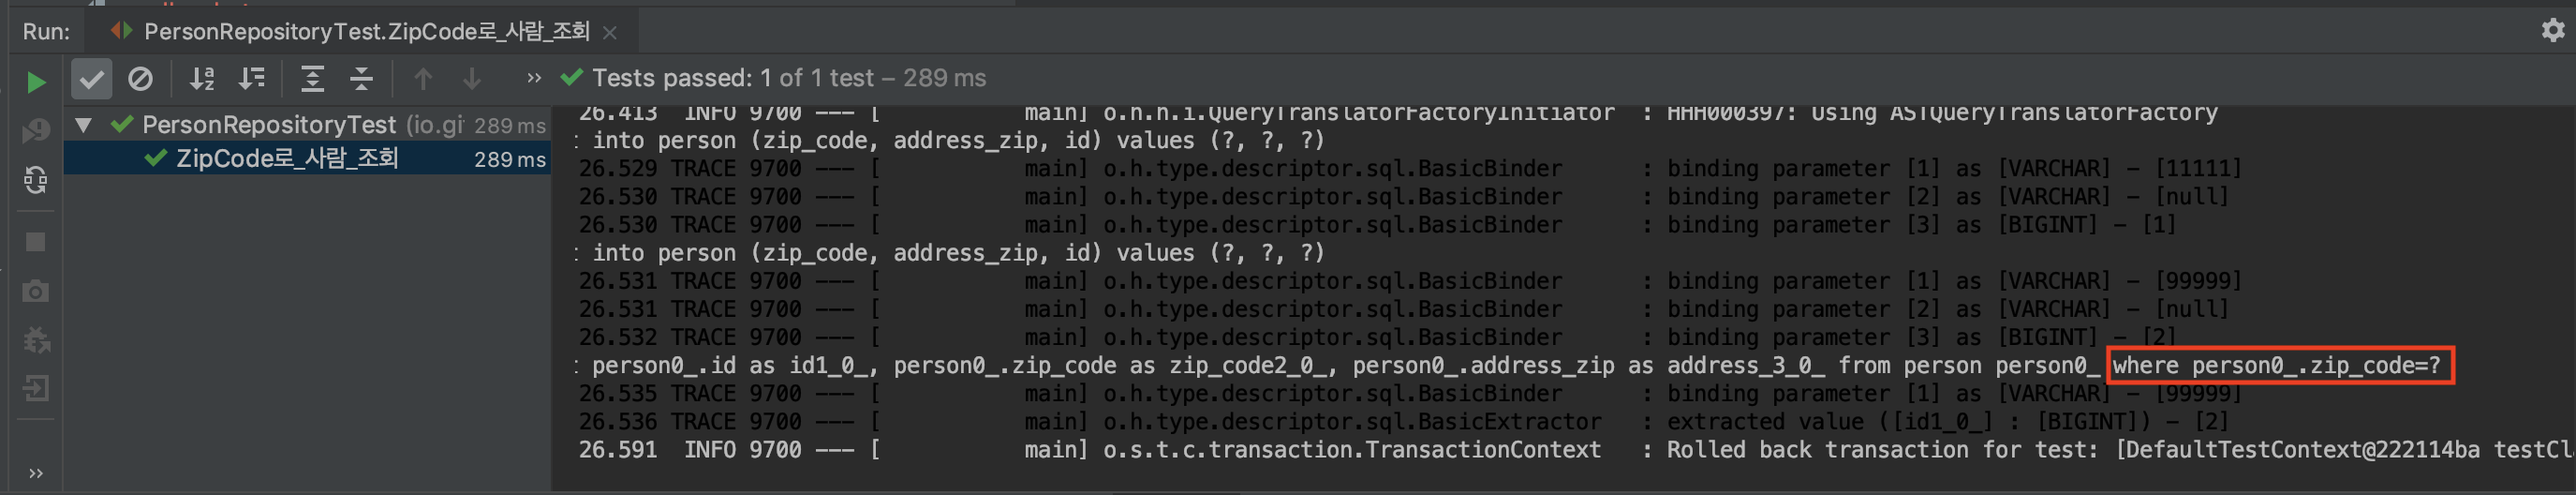 Run: PersonRepositoryTest.ZipCode로_사람_조회
Tests passed: 1 of 1 test – 289 ms
PersonRepositoryTest (io.gi 289 ms
ZipCode로_사람_조회 289 ms
26.413 INFO 9700 --- [ main] o.h.h.i.QueryTranslatorFactoryInitiator : HHH000397: Using ASTQueryTranslatorFactory
: into person (zip_code, address_zip, id) values (?, ?, ?)
26.529 TRACE 9700 --- [ main] o.h.type.descriptor.sql.BasicBinder : binding parameter [1] as [VARCHAR] - [11111]
26.530 TRACE 9700 --- [ main] o.h.type.descriptor.sql.BasicBinder : binding parameter [2] as [VARCHAR] - [null]
26.530 TRACE 9700 --- [ main] o.h.type.descriptor.sql.BasicBinder : binding parameter [3] as [BIGINT] - [1]
: into person (zip_code, address_zip, id) values (?, ?, ?)
26.531 TRACE 9700 --- [ main] o.h.type.descriptor.sql.BasicBinder : binding parameter [1] as [VARCHAR] - [99999]
26.531 TRACE 9700 --- [ main] o.h.type.descriptor.sql.BasicBinder : binding parameter [2] as [VARCHAR] - [null]
26.532 TRACE 9700 --- [ main] o.h.type.descriptor.sql.BasicBinder : binding parameter [3] as [BIGINT] - [2]
: person0_.id as id1_0_, person0_.zip_code as zip_code2_0_, person0_.address_zip as address_3_0_ from person person0_ where person0_.zip_code=?
26.535 TRACE 9700 --- [ main] o.h.type.descriptor.sql.BasicBinder : binding parameter [1] as [VARCHAR] - [99999]
26.536 TRACE 9700 --- [ main] o.h.type.descriptor.sql.BasicExtractor : extracted value ([id1_0_] : [BIGINT]) - [2]
26.591 INFO 9700 --- [ main] o.s.t.c.transaction.TransactionContext : Rolled back transaction for test: [DefaultTestContext@222114ba testCl